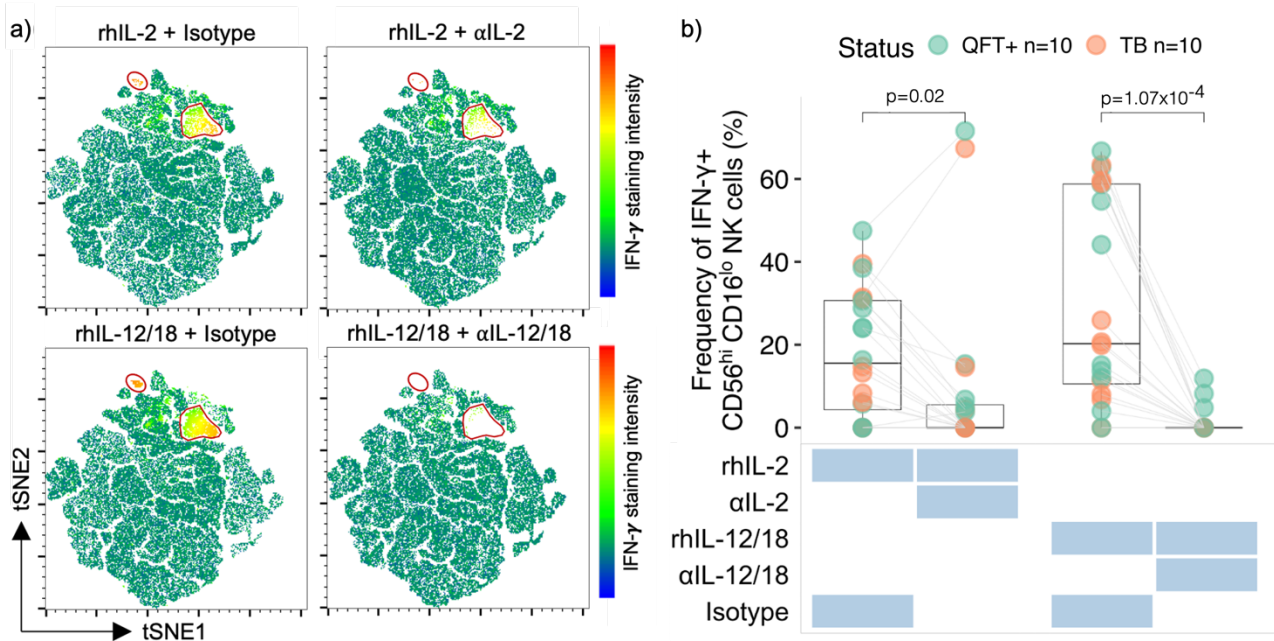 a)
rhIL-2 + Isotype
rhIL-2 + αIL-2
IFN-γ staining intensity
rhIL-12/18 + Isotype
rhIL-12/18 + αIL-12/18
IFN-γ staining intensity
tSNE2
tSNE1
b)
Status QFT+ n=10 TB n=10
p=0.02
p=1.07x10⁻⁴
Frequency of IFN-γ+
CD56ʰⁱ CD16ˡᵒ NK cells (%)
60
40
20
0
rhIL-2
αIL-2
rhIL-12/18
αIL-12/18
Isotype